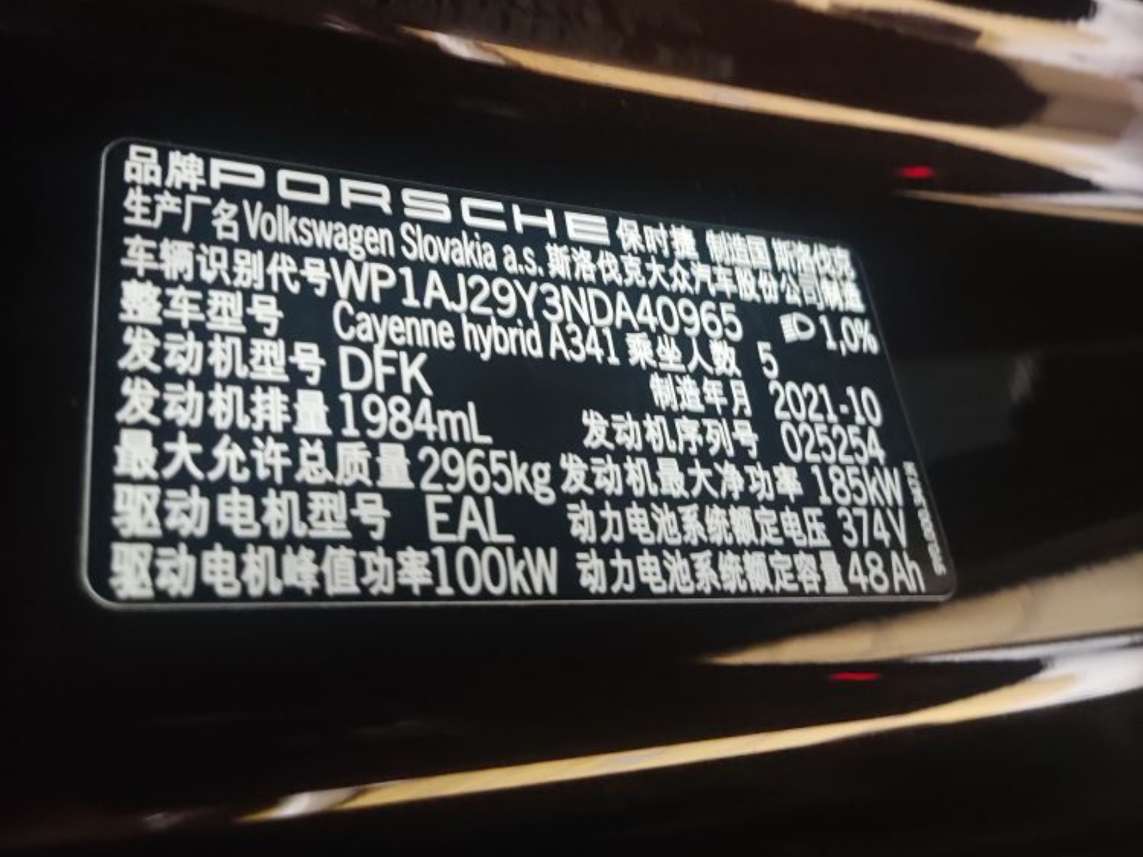 品牌PORSCHE 保时捷 制造国 斯洛伐克
生产厂名Volkswagen Slovakia a.s. 斯洛伐克大众汽车股份公司制造
车辆识别代号WP1AJ29Y3NDA40965 1,0%
整车型号 Cayenne hybrid A341 乘坐人数 5
发动机型号 DFK 制造年月 2021-10
发动机排量1984mL 发动机序列号 025254
最大允许总质量2965kg 发动机最大净功率 185kW
驱动电机型号 EAL 动力电池系统额定电压 374V
驱动电机峰值功率100kW 动力电池系统额定容量48Ah